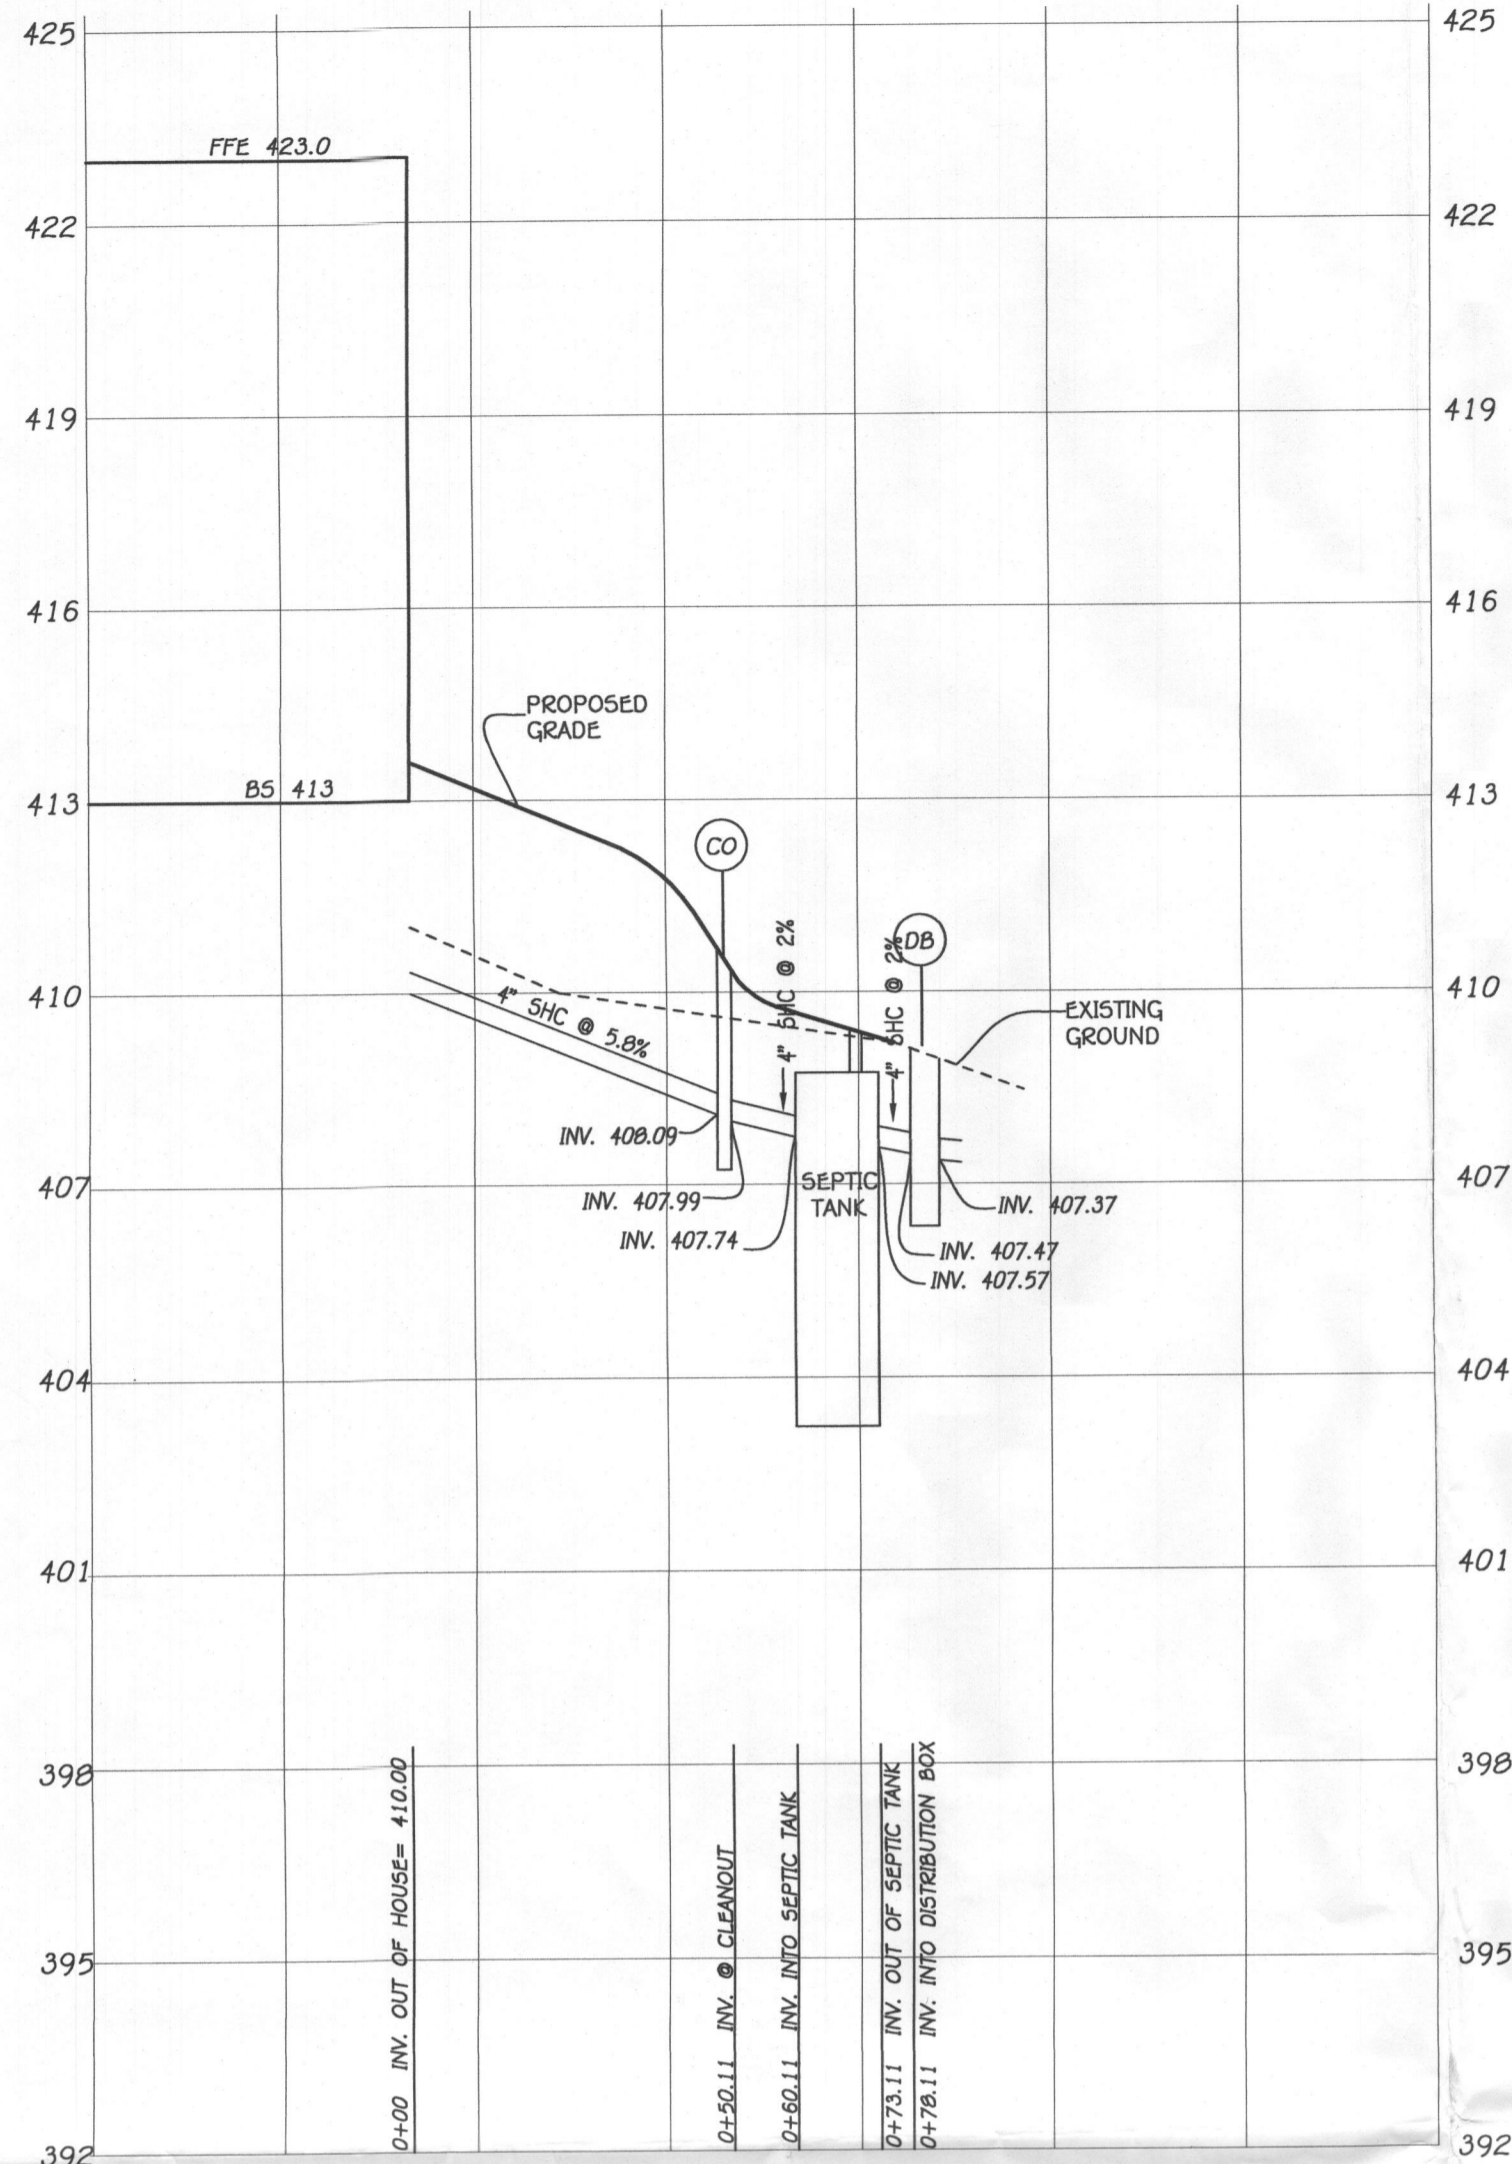 425
425
FFE 423.0
422
422
419
419
416
416
PROPOSED
GRADE
BS 413
413
413
CO
DB
4" SHC @ 2%
4" SHC @ 2%
410
410
4" SHC @ 5.8%
EXISTING
GROUND
INV. 408.09
407
407
SEPTIC
TANK
INV. 407.99
INV. 407.37
INV. 407.74
INV. 407.47
INV. 407.57
404
404
401
401
398
398
0+00 INV. OUT OF HOUSE= 410.00
0+50.11 INV. @ CLEANOUT
0+60.11 INV. INTO SEPTIC TANK
0+73.11 INV. OUT OF SEPTIC TANK
0+78.11 INV. INTO DISTRIBUTION BOX
395
395
392
392